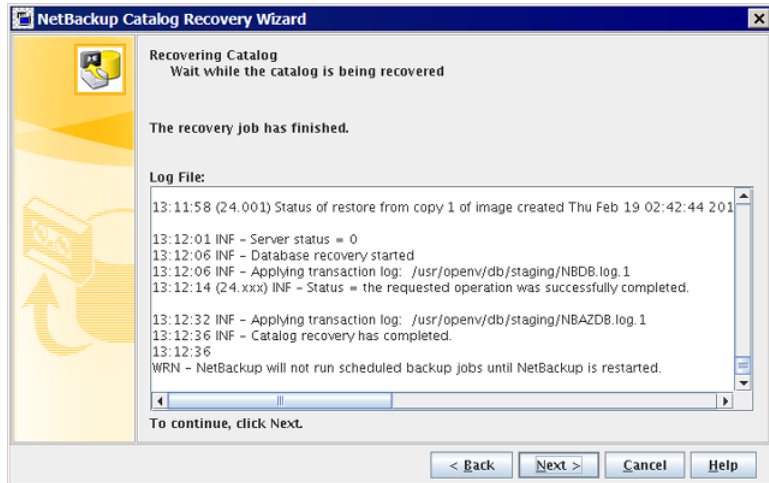 NetBackup Catalog Recovery Wizard
Recovering Catalog
Wait while the catalog is being recovered
The recovery job has finished.
Log File:
13:11:58 (24.001) Status of restore from copy 1 of image created Thu Feb 19 02:42:44 201
13:12:01 INF - Server status = 0
13:12:06 INF - Database recovery started
13:12:06 INF - Applying transaction log: /usr/openv/db/staging/NBDB.log.1
13:12:14 (24.xxx) INF - Status = the requested operation was successfully completed.
13:12:32 INF - Applying transaction log: /usr/openv/db/staging/NBAZDB.log.1
13:12:36 INF - Catalog recovery has completed.
13:12:36
WRN - NetBackup will not run scheduled backup jobs until NetBackup is restarted.
To continue, click Next.
< Back Next > Cancel Help